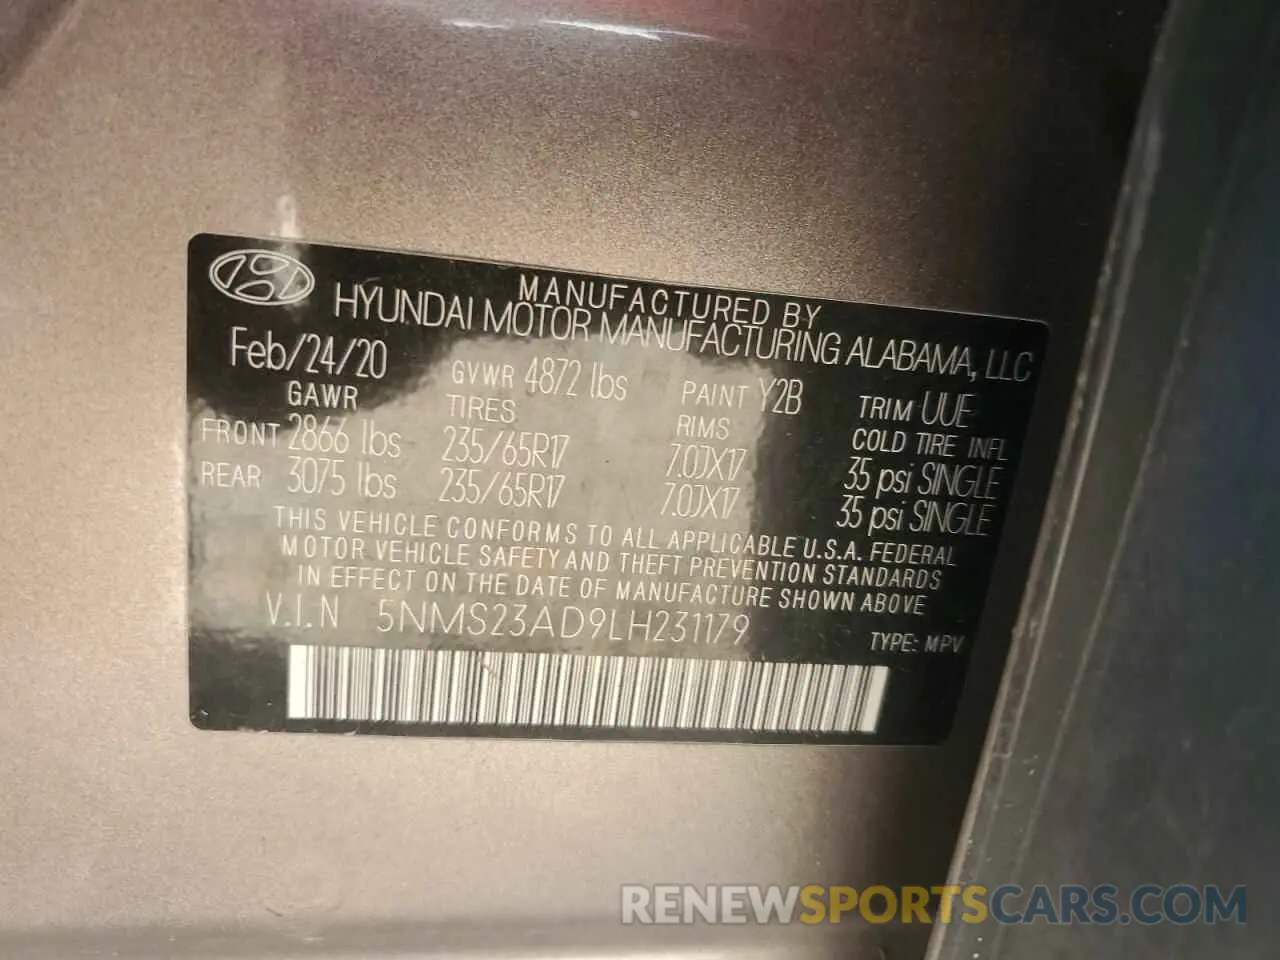 MANUFACTURED BY
HYUNDAI MOTOR MANUFACTURING ALABAMA, LLC
Feb/24/20 GVWR 4872 lbs PAINT Y2B TRIM UUE
GAWR TIRES RIMS COLD TIRE INFL
FRONT 2866 lbs 235/65R17 7.0JX17 35 psi SINGLE
REAR 3075 lbs 235/65R17 7.0JX17 35 psi SINGLE
THIS VEHICLE CONFORMS TO ALL APPLICABLE U.S.A. FEDERAL
MOTOR VEHICLE SAFETY AND THEFT PREVENTION STANDARDS
IN EFFECT ON THE DATE OF MANUFACTURE SHOWN ABOVE
V.I.N 5NMS23AD9LH231179 TYPE: MPV
RENEWSPORTSCARS.COM